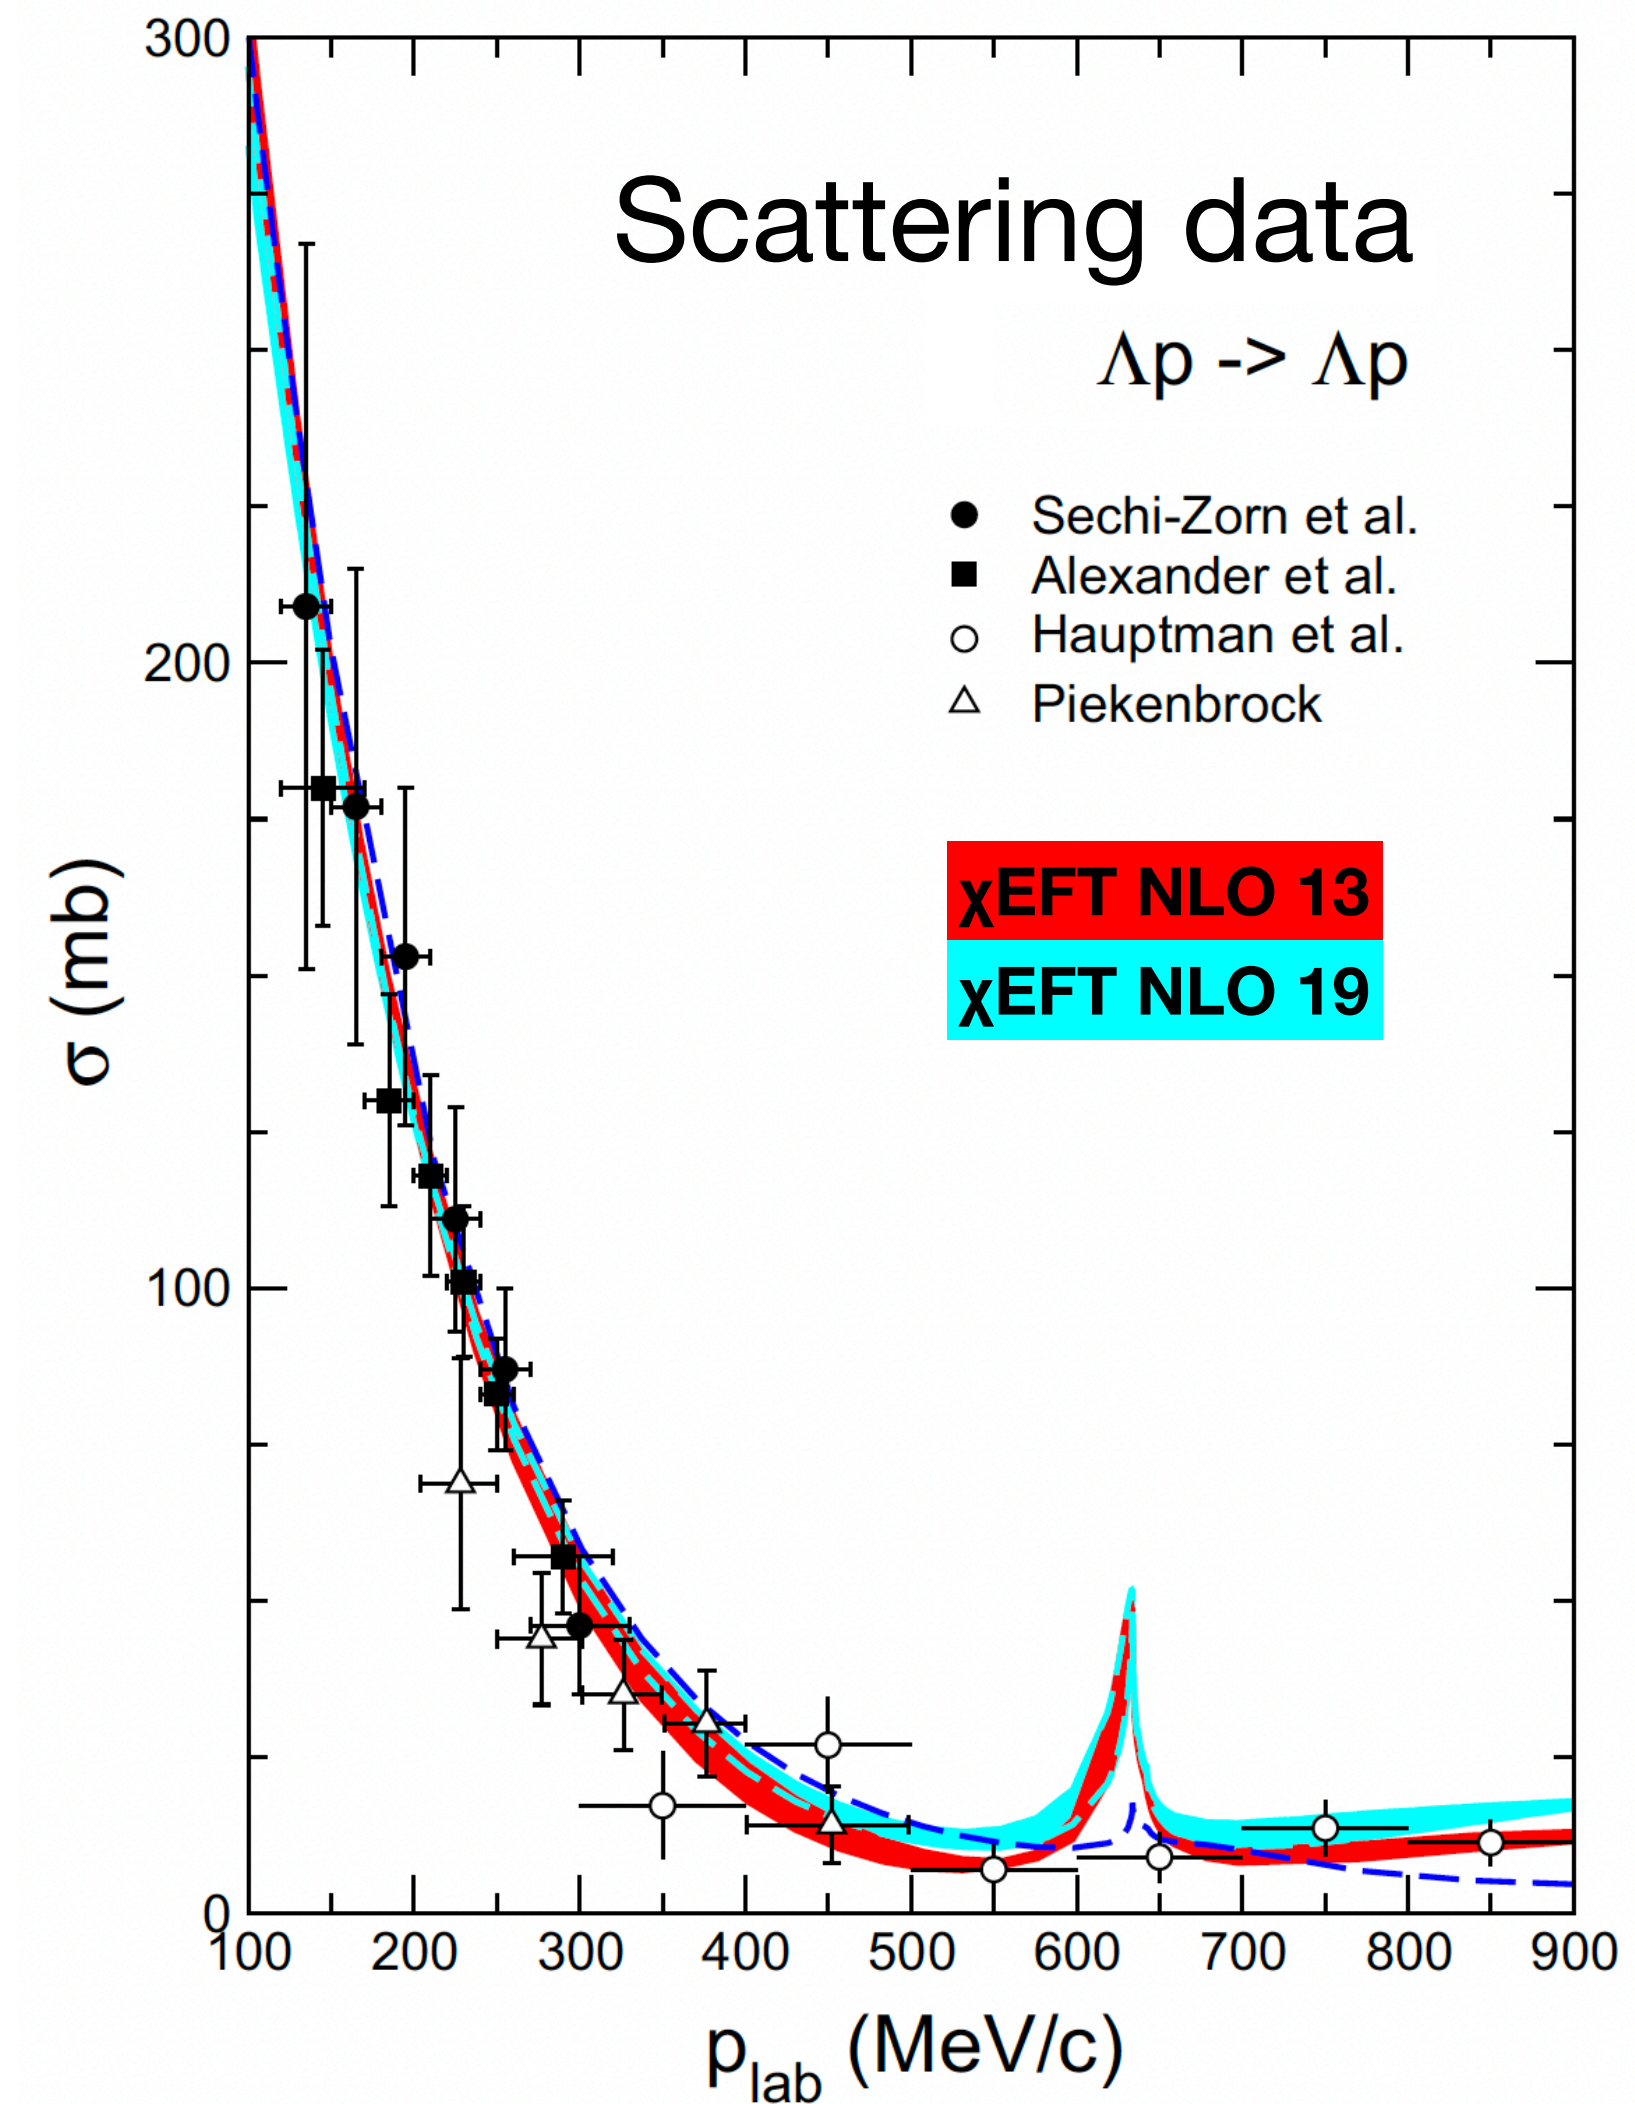 300
Scattering data
Λp -> Λp
Sechi-Zorn et al.
Alexander et al.
Hauptman et al.
200
Piekenbrock
χEFT NLO 13
χEFT NLO 19
σ (mb)
100
0
100 200 300 400 500 600 700 800 900
plab (MeV/c)